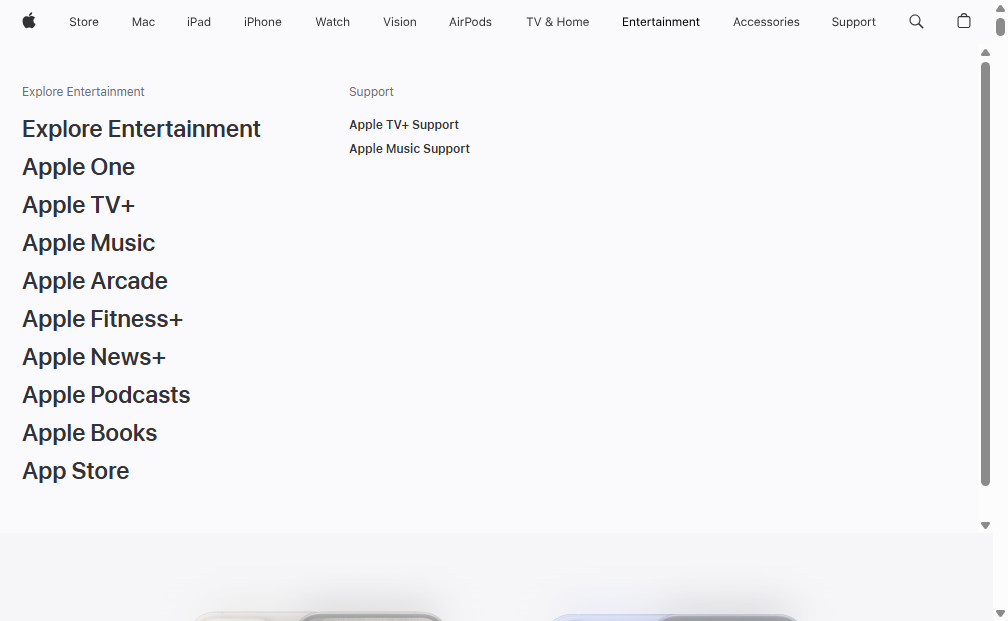 Store Mac iPad iPhone Watch Vision AirPods TV & Home Entertainment Accessories Support
Explore Entertainment
Explore Entertainment
Apple One
Apple TV+
Apple Music
Apple Arcade
Apple Fitness+
Apple News+
Apple Podcasts
Apple Books
App Store
Support
Apple TV+ Support
Apple Music Support